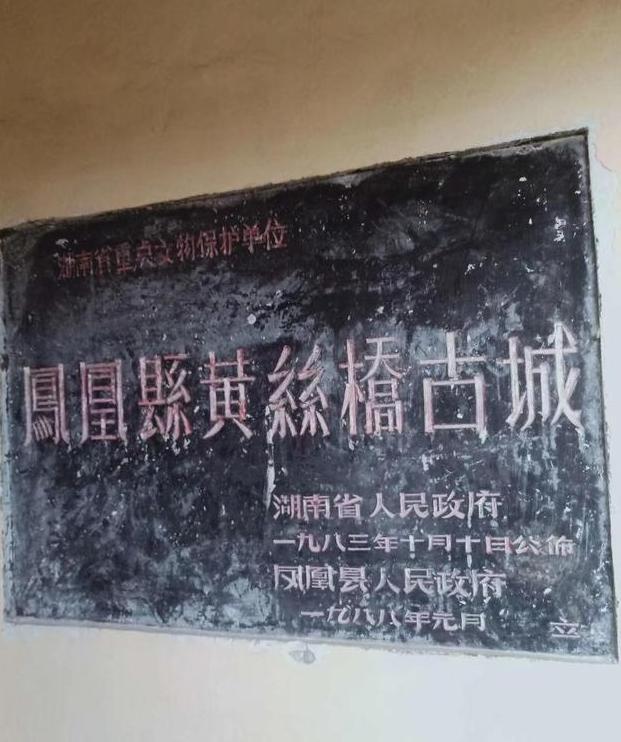 湖南省重点文物保护单位
鳳凰縣黄絲橋古城
湖南省人民政府
一九八三年十月十日公佈
凤凰县人民政府
一九八八年元月 立